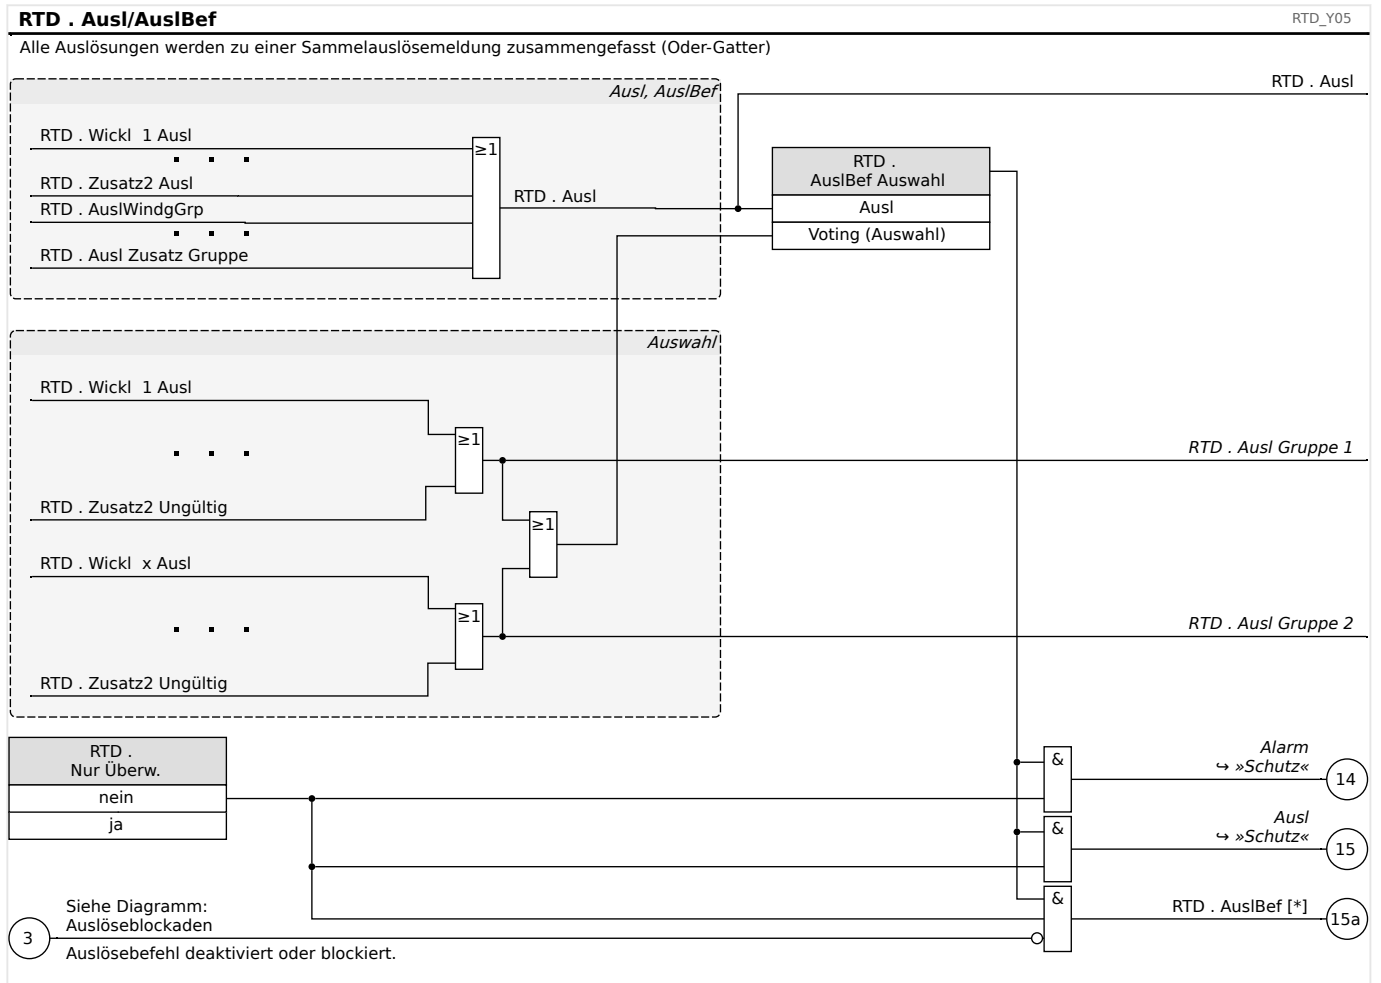 RTD . Ausl/AuslBef
RTD_Y05
Alle Auslösungen werden zu einer Sammelauslösemeldung zusammengefasst (Oder-Gatter)
Ausl, AuslBef
RTD . Ausl
RTD . Wickl 1 Ausl
≥1
RTD .
AuslBef Auswahl
RTD . Zusatz2 Ausl
RTD . Ausl
Ausl
RTD . AuslWindgGrp
Voting (Auswahl)
RTD . Ausl Zusatz Gruppe
Auswahl
RTD . Wickl 1 Ausl
≥1
RTD . Ausl Gruppe 1
RTD . Zusatz2 Ungültig
≥1
RTD . Wickl x Ausl
≥1
RTD . Ausl Gruppe 2
RTD . Zusatz2 Ungültig
RTD .
Nur Überw.
nein
ja
&
Alarm
↪ »Schutz«
14
&
Ausl
↪ »Schutz«
15
&
RTD . AuslBef [*]
15a
Siehe Diagramm:
Auslöseblockaden
3
Auslösebefehl deaktiviert oder blockiert.